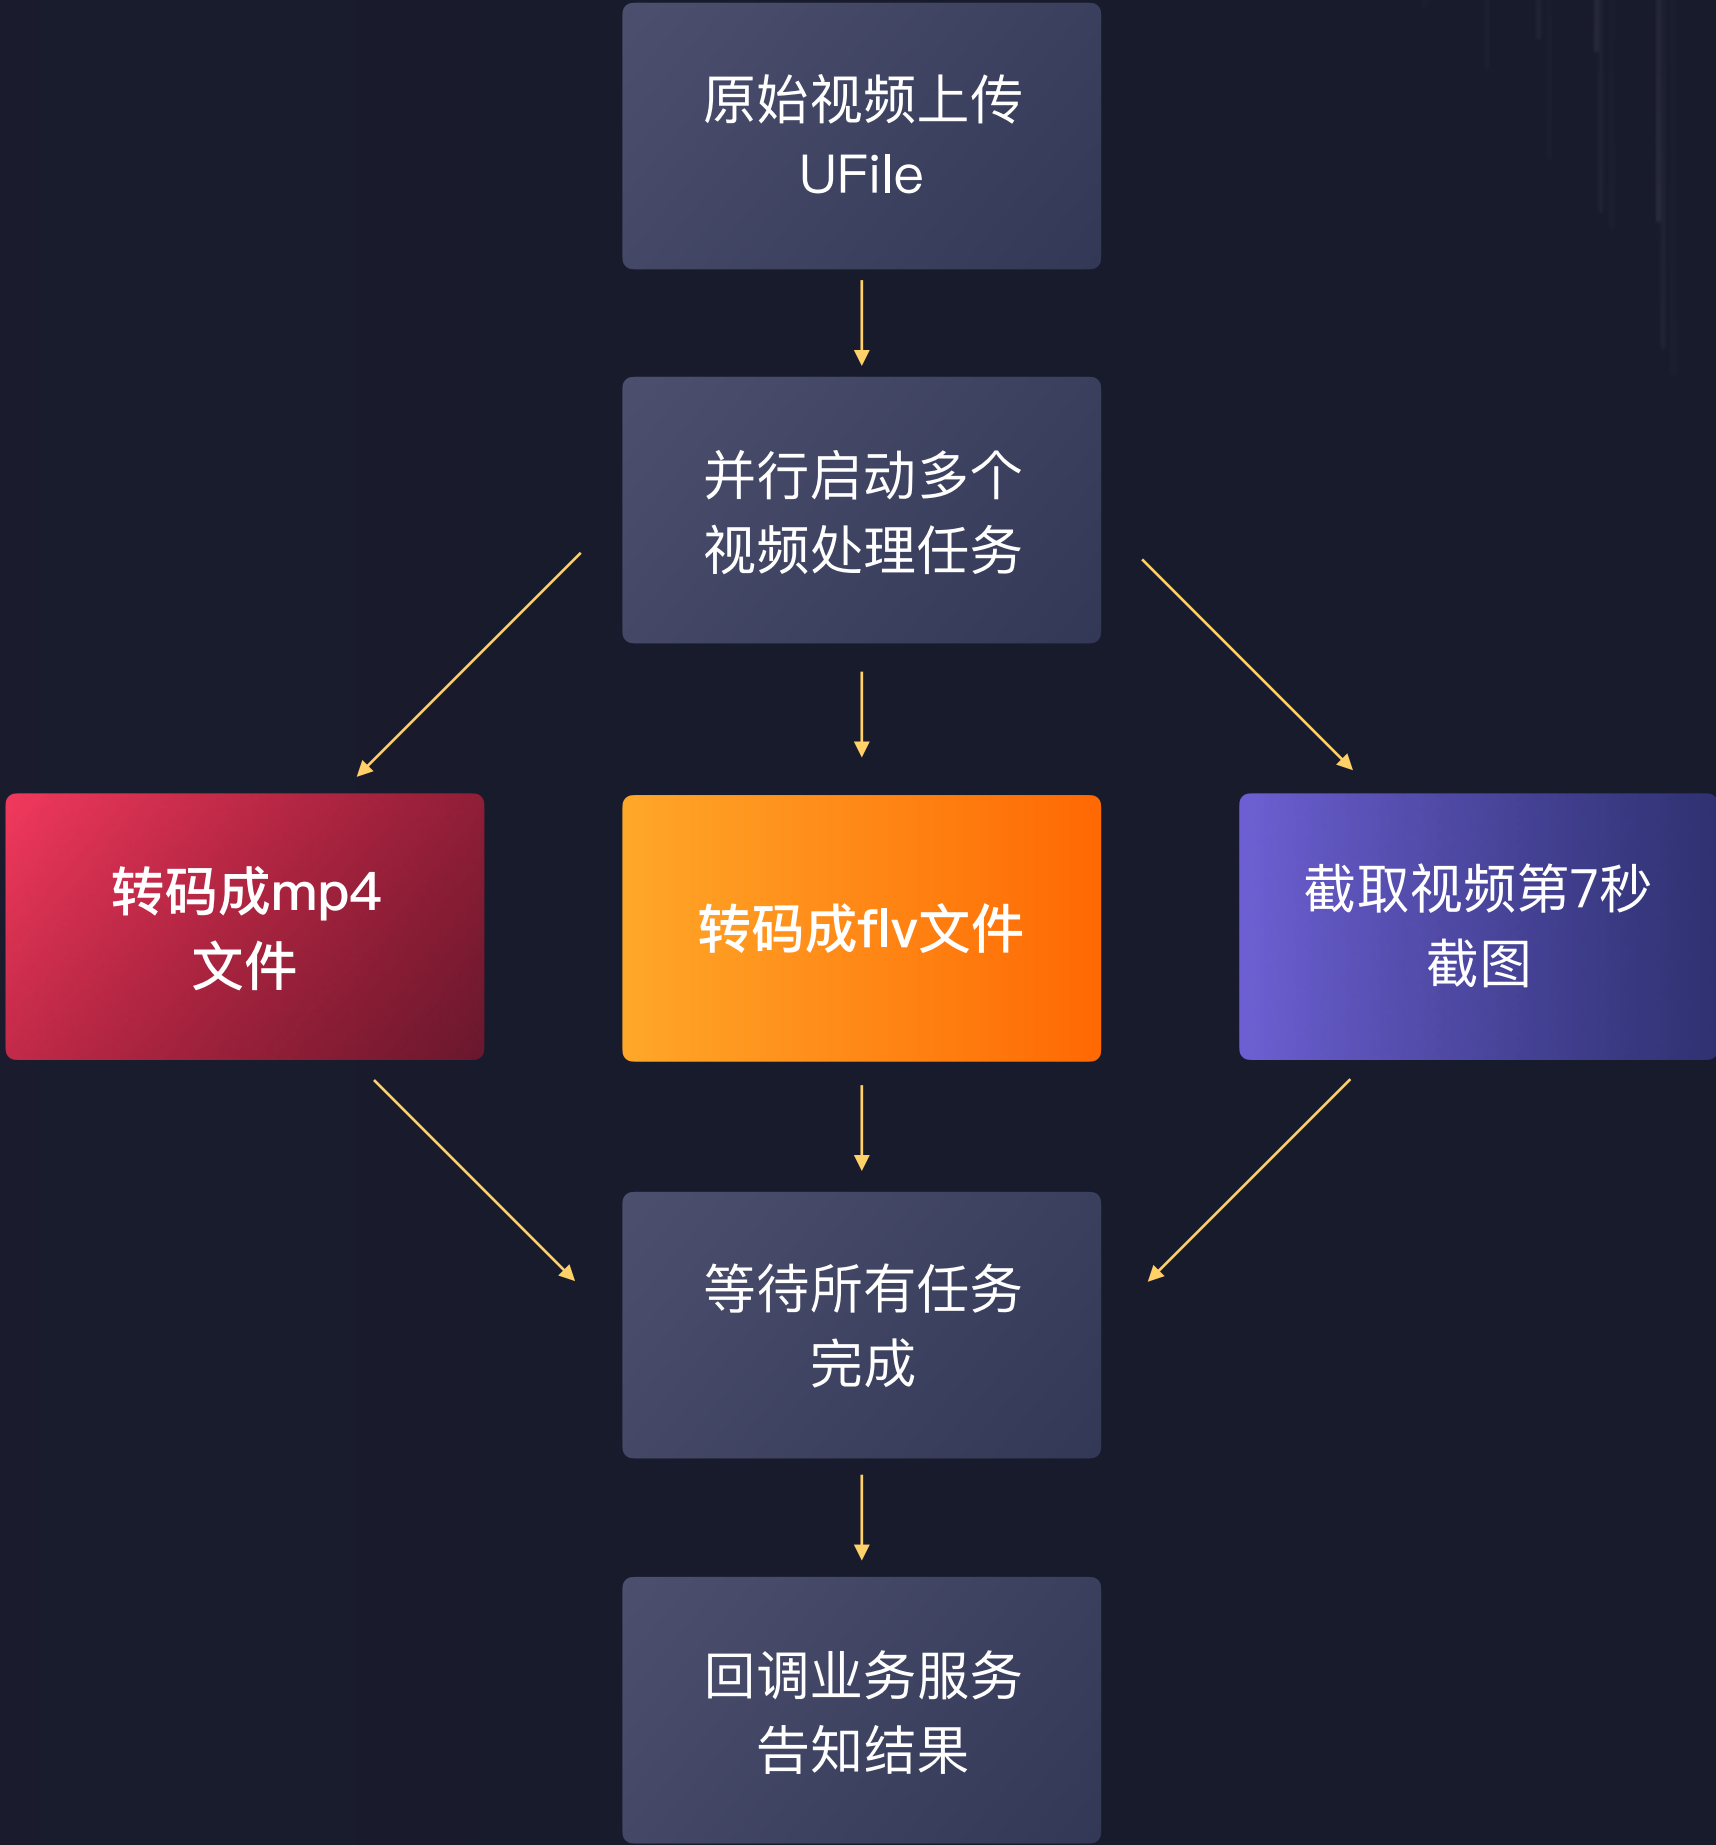 原始视频上传
UFile
并行启动多个
视频处理任务
转码成mp4
文件
转码成flv文件
截取视频第7秒
截图
等待所有任务
完成
回调业务服务
告知结果